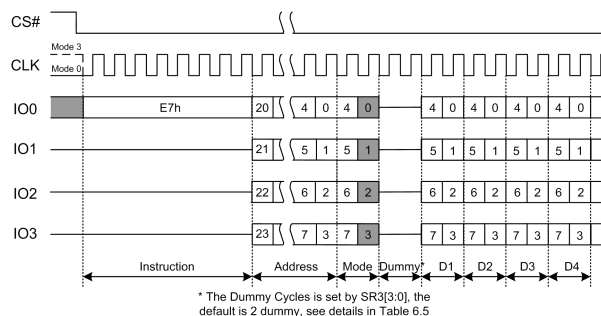 CS#
Mode 3
CLK
Mode 0
IO0 E7h 20 4 0 4 0 4 0 4 0 4 0 4 0
IO1 21 5 1 5 1 5 1 5 1 5 1 5 1
IO2 22 6 2 6 2 6 2 6 2 6 2 6 2
IO3 23 7 3 7 3 7 3 7 3 7 3 7 3
Instruction Address Mode Dummy* D1 D2 D3 D4
* The Dummy Cycles is set by SR3[3:0], the
default is 2 dummy, see details in Table 6.5